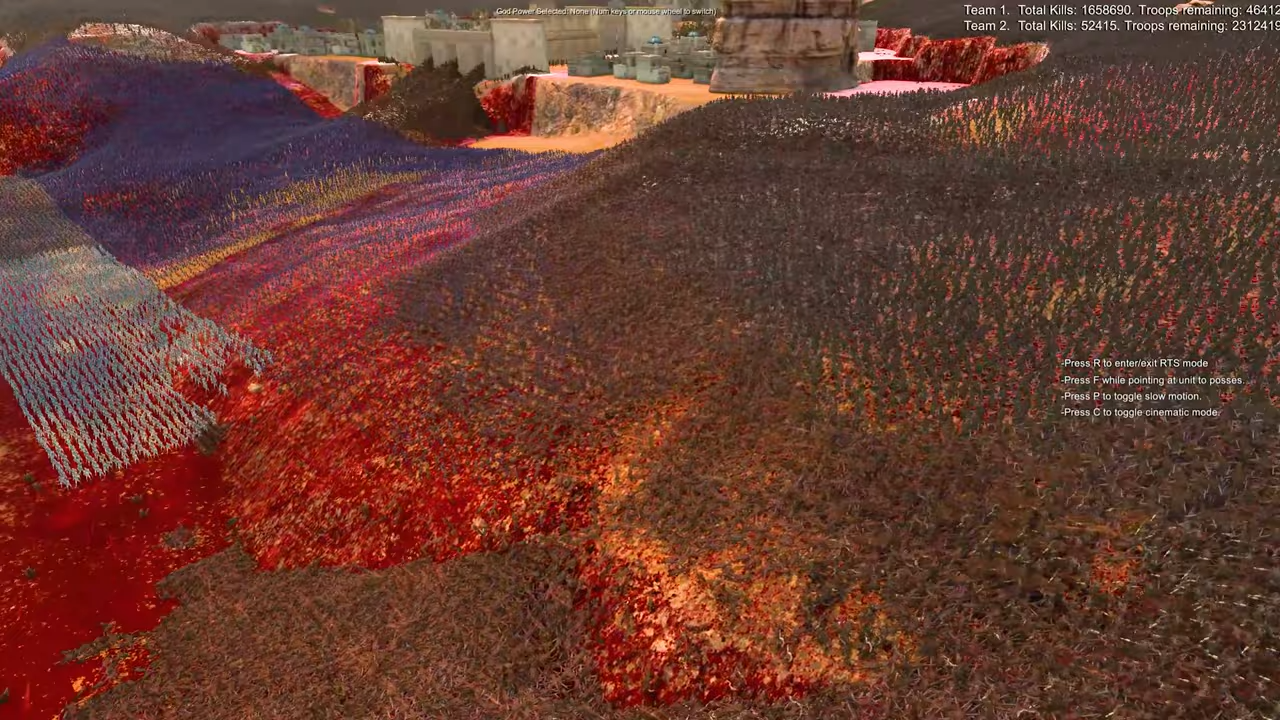 God Power Selected: None (Num keys or mouse wheel to switch)
Team 1. Total Kills: 1658690. Troops remaining: 46412
Team 2. Total Kills: 52415. Troops remaining: 2312413
-Press R to enter/exit RTS mode
-Press F while pointing at unit to posses.
-Press P to toggle slow motion.
-Press C to toggle cinematic mode.